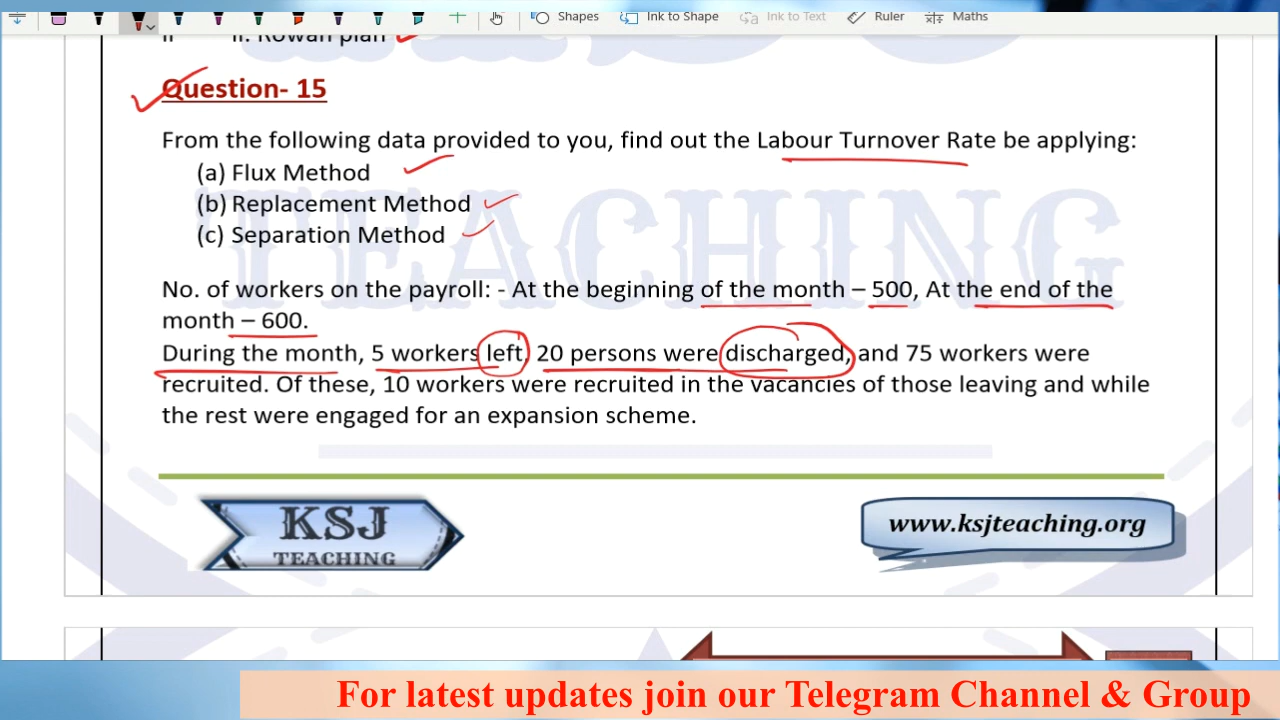 Shapes Ink to Shape Ink to Text Ruler Maths
II ii. Rowan plan
Question- 15
From the following data provided to you, find out the Labour Turnover Rate be applying:
(a) Flux Method
(b) Replacement Method
(c) Separation Method
No. of workers on the payroll: - At the beginning of the month – 500, At the end of the
month – 600.
During the month, 5 workers left, 20 persons were discharged, and 75 workers were
recruited. Of these, 10 workers were recruited in the vacancies of those leaving and while
the rest were engaged for an expansion scheme.
TEACHING
KSJ
TEACHING
www.ksjteaching.org
For latest updates join our Telegram Channel & Group